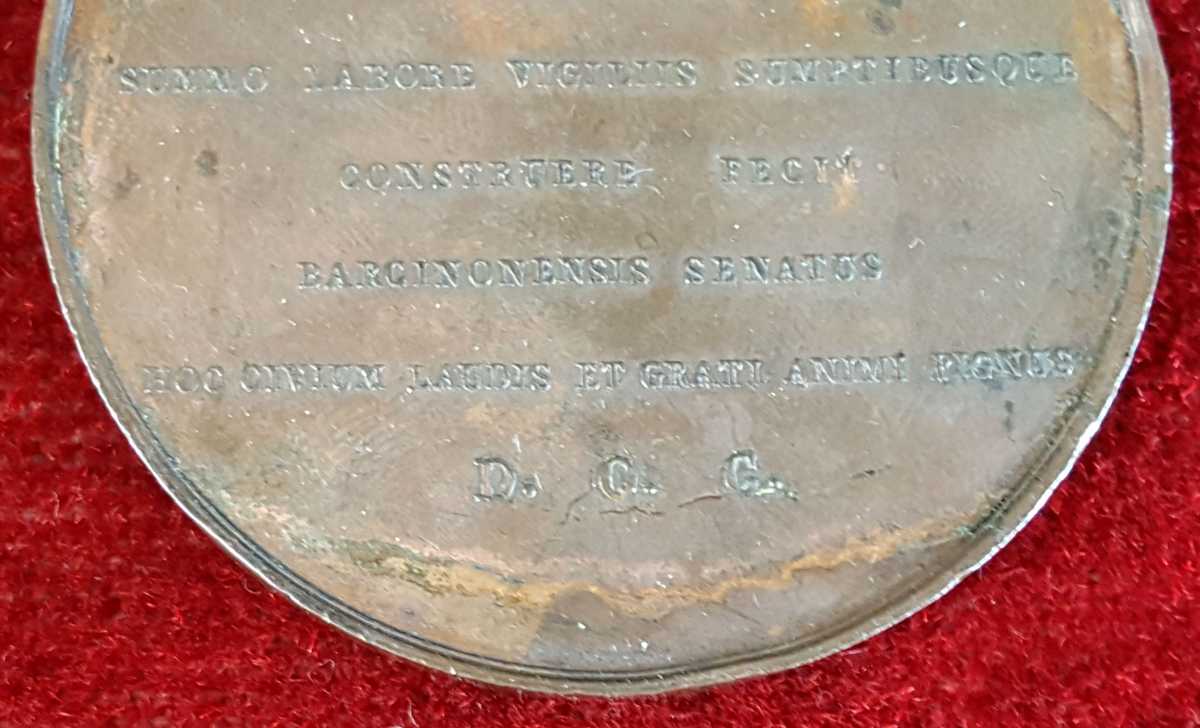 SUMMO LABORE VIGILIIS SUMPTIBUSQUE
CONSTRUERE FECIT
BARCINONENSIS SENATUS
HOC CIVIUM LAUDIS ET GRATI ANIMI PIGNUS
D. C. C.